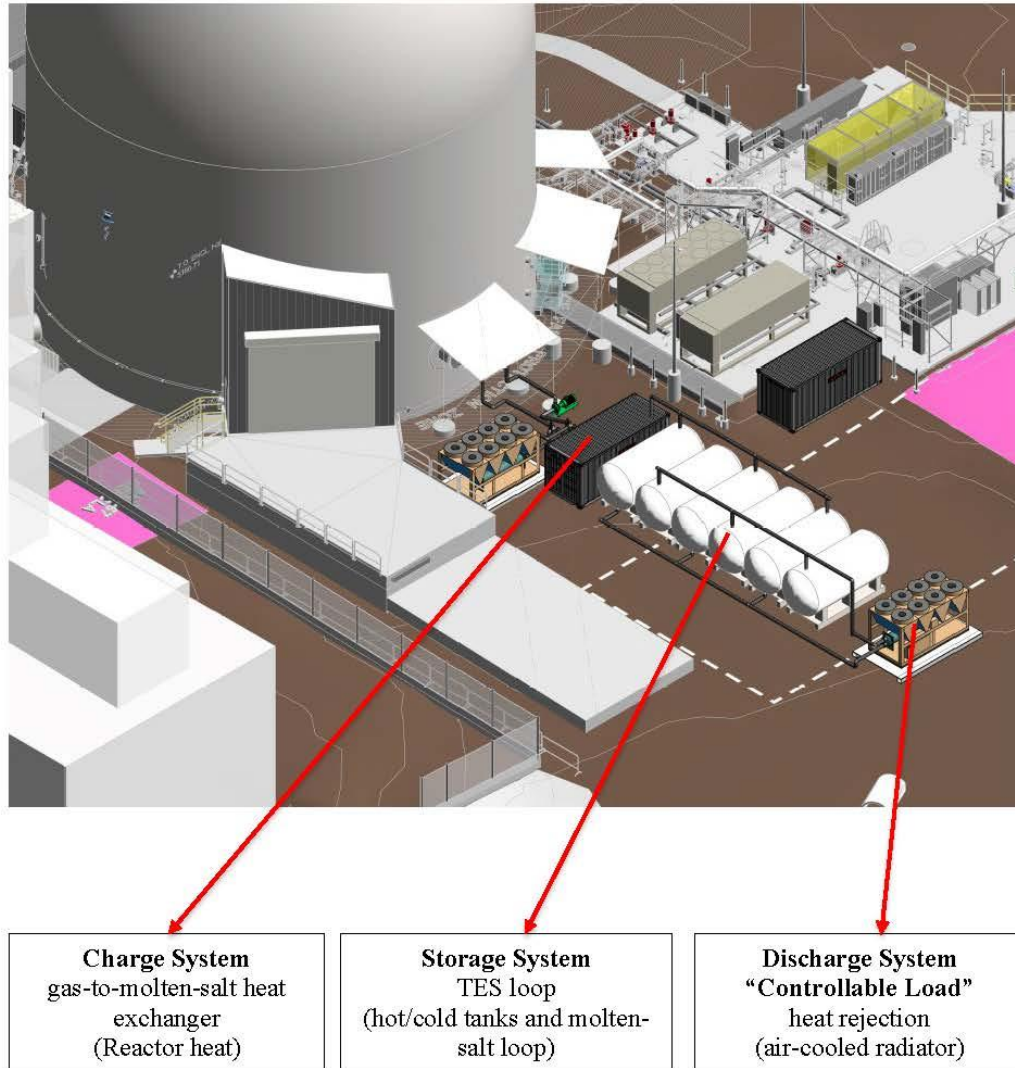 Charge System
gas-to-molten-salt heat
exchanger
(Reactor heat)
Storage System
TES loop
(hot/cold tanks and molten-
salt loop)
Discharge System
“Controllable Load”
heat rejection
(air-cooled radiator)